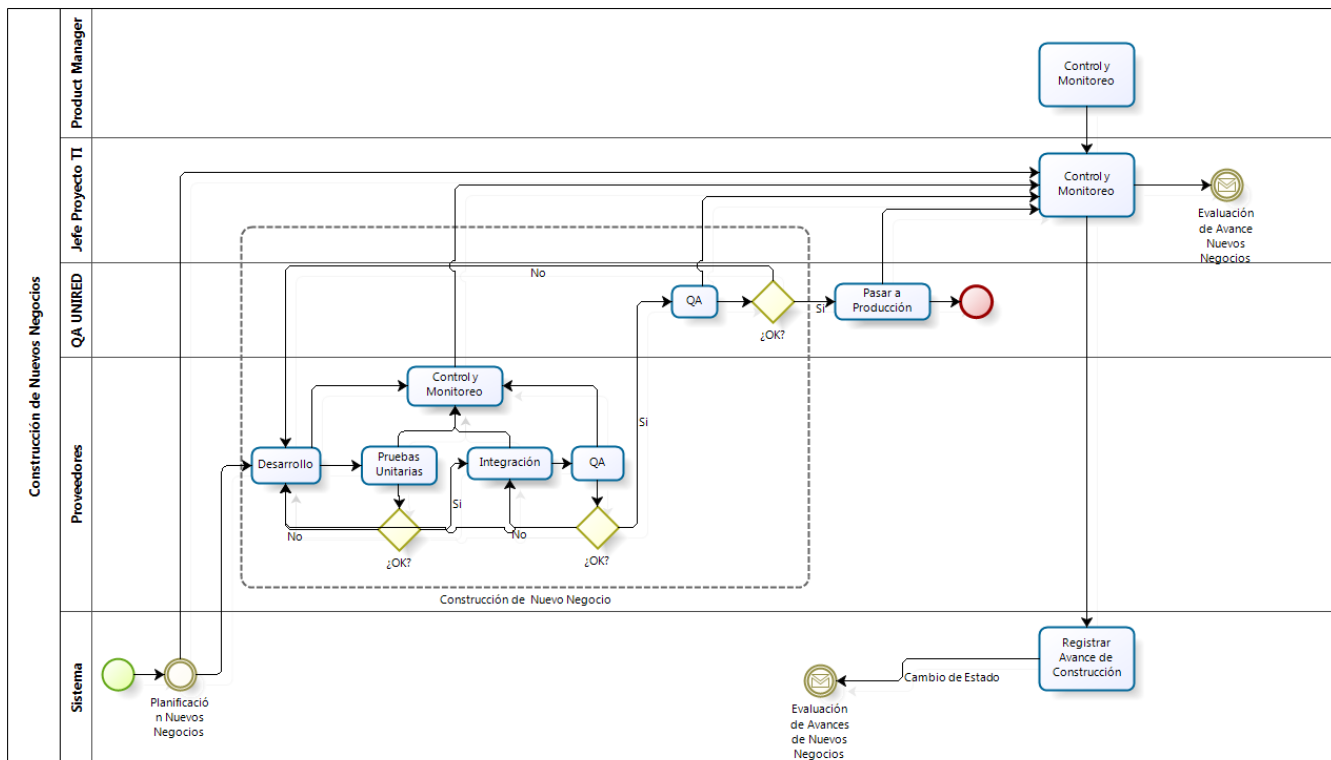 Construcción de Nuevos Negocios
Product Manager
Control y
Monitoreo
Jefe Proyecto TI
Control y
Monitoreo
Evaluación
de Avance
Nuevos
Negocios
QA UNIRED
No
QA
¿OK?
Si
Pasar a
Producción
Proveedores
Control y
Monitoreo
Si
Desarrollo
Pruebas
Unitarias
Integración
QA
Si
No
No
¿OK?
¿OK?
Construcción de Nuevo Negocio
Sistema
Planificació
n Nuevos
Negocios
Registrar
Avance de
Construcción
Cambio de Estado
Evaluación
de Avances
de Nuevos
Negocios